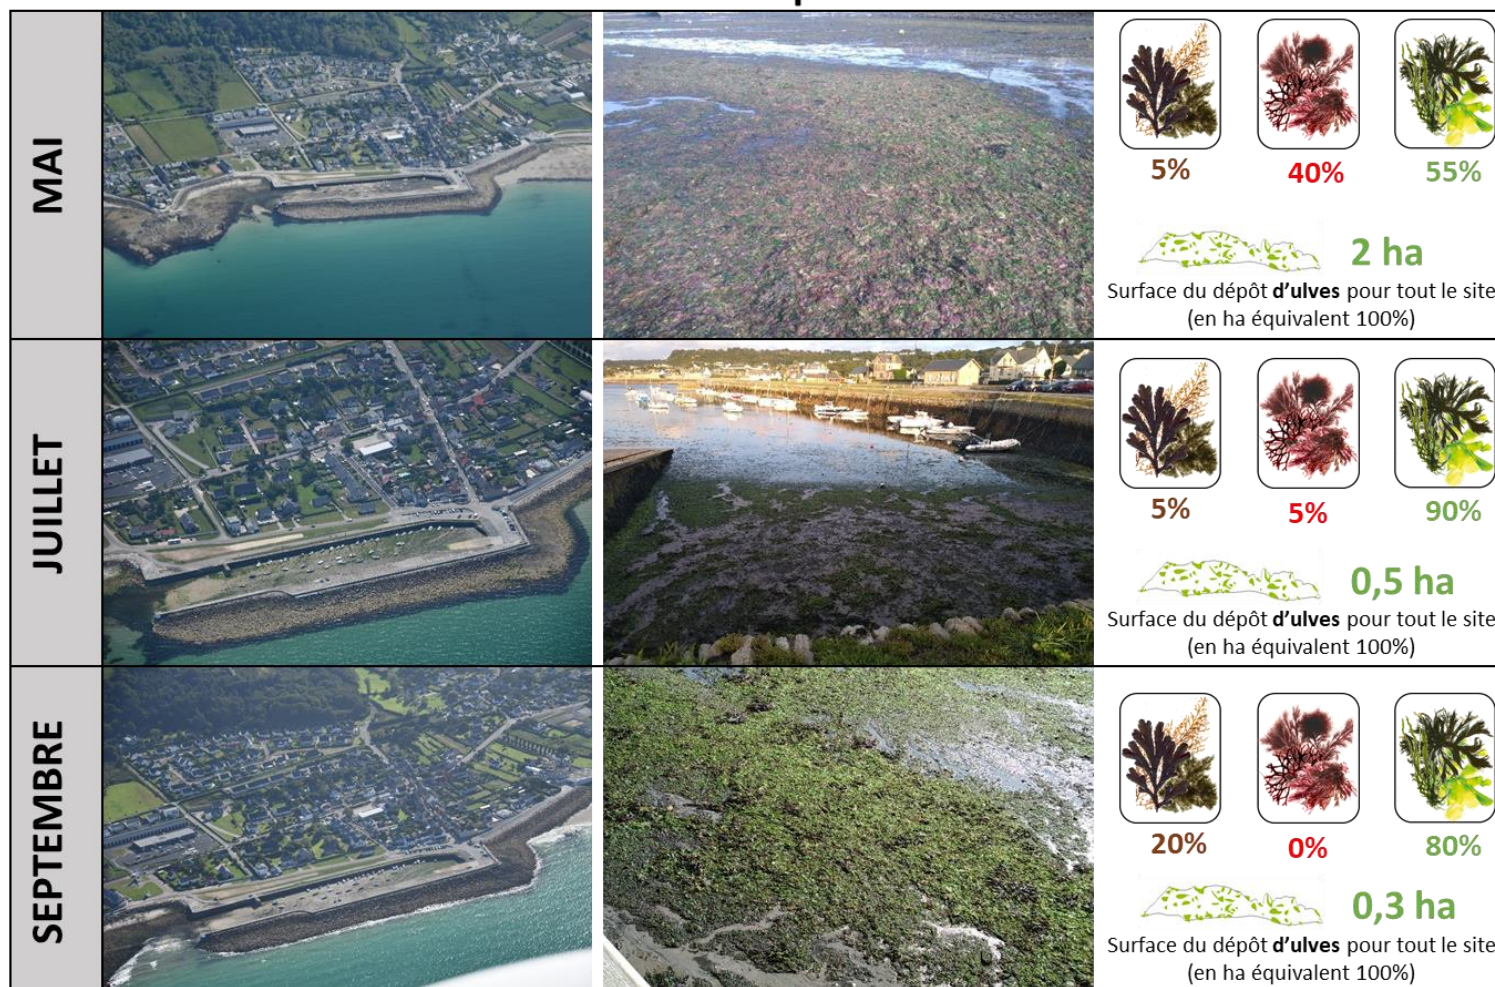 MAI
5%
40%
55%
2 ha
Surface du dépôt d'ulves pour tout le site
(en ha équivalent 100%)
JUILLET
5%
5%
90%
0,5 ha
Surface du dépôt d'ulves pour tout le site
(en ha équivalent 100%)
SEPTEMBRE
20%
0%
80%
0,3 ha
Surface du dépôt d'ulves pour tout le site
(en ha équivalent 100%)